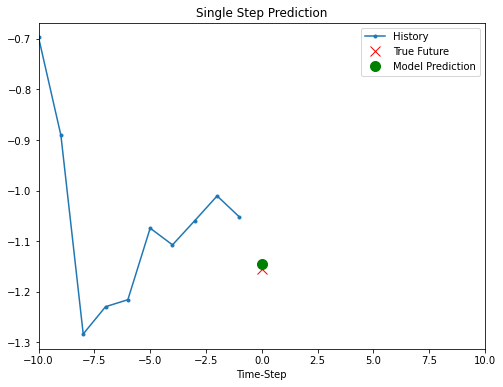 Single Step Prediction
History
True Future
Model Prediction
−0.7
−0.8
−0.9
−1.0
−1.1
−1.2
−1.3
−10.0 −7.5 −5.0 −2.5 0.0 2.5 5.0 7.5 10.0
Time-Step